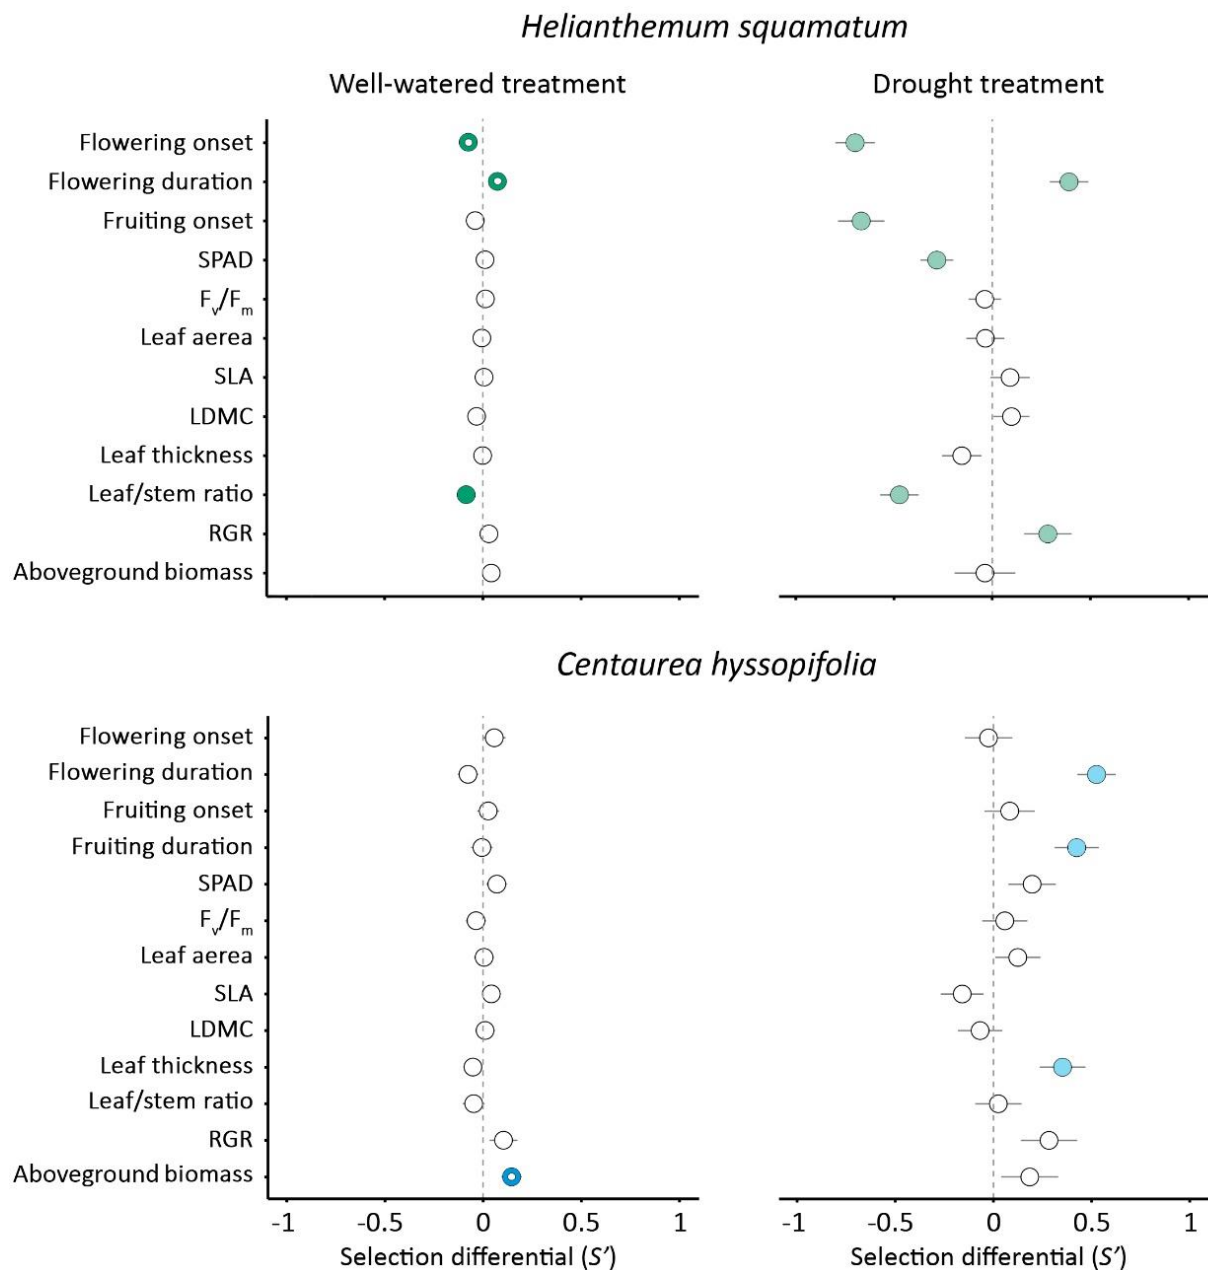 Helianthemum squamatum
Well-watered treatment
Drought treatment
Flowering onset
Flowering duration
Fruiting onset
SPAD
Fv/Fm
Leaf aerea
SLA
LDMC
Leaf thickness
Leaf/stem ratio
RGR
Aboveground biomass
Centaurea hyssopifolia
Flowering onset
Flowering duration
Fruiting onset
Fruiting duration
SPAD
Fv/Fm
Leaf aerea
SLA
LDMC
Leaf thickness
Leaf/stem ratio
RGR
Aboveground biomass
-1 -0.5 0 0.5 1
-1 -0.5 0 0.5 1
Selection differential (S’)
Selection differential (S’)